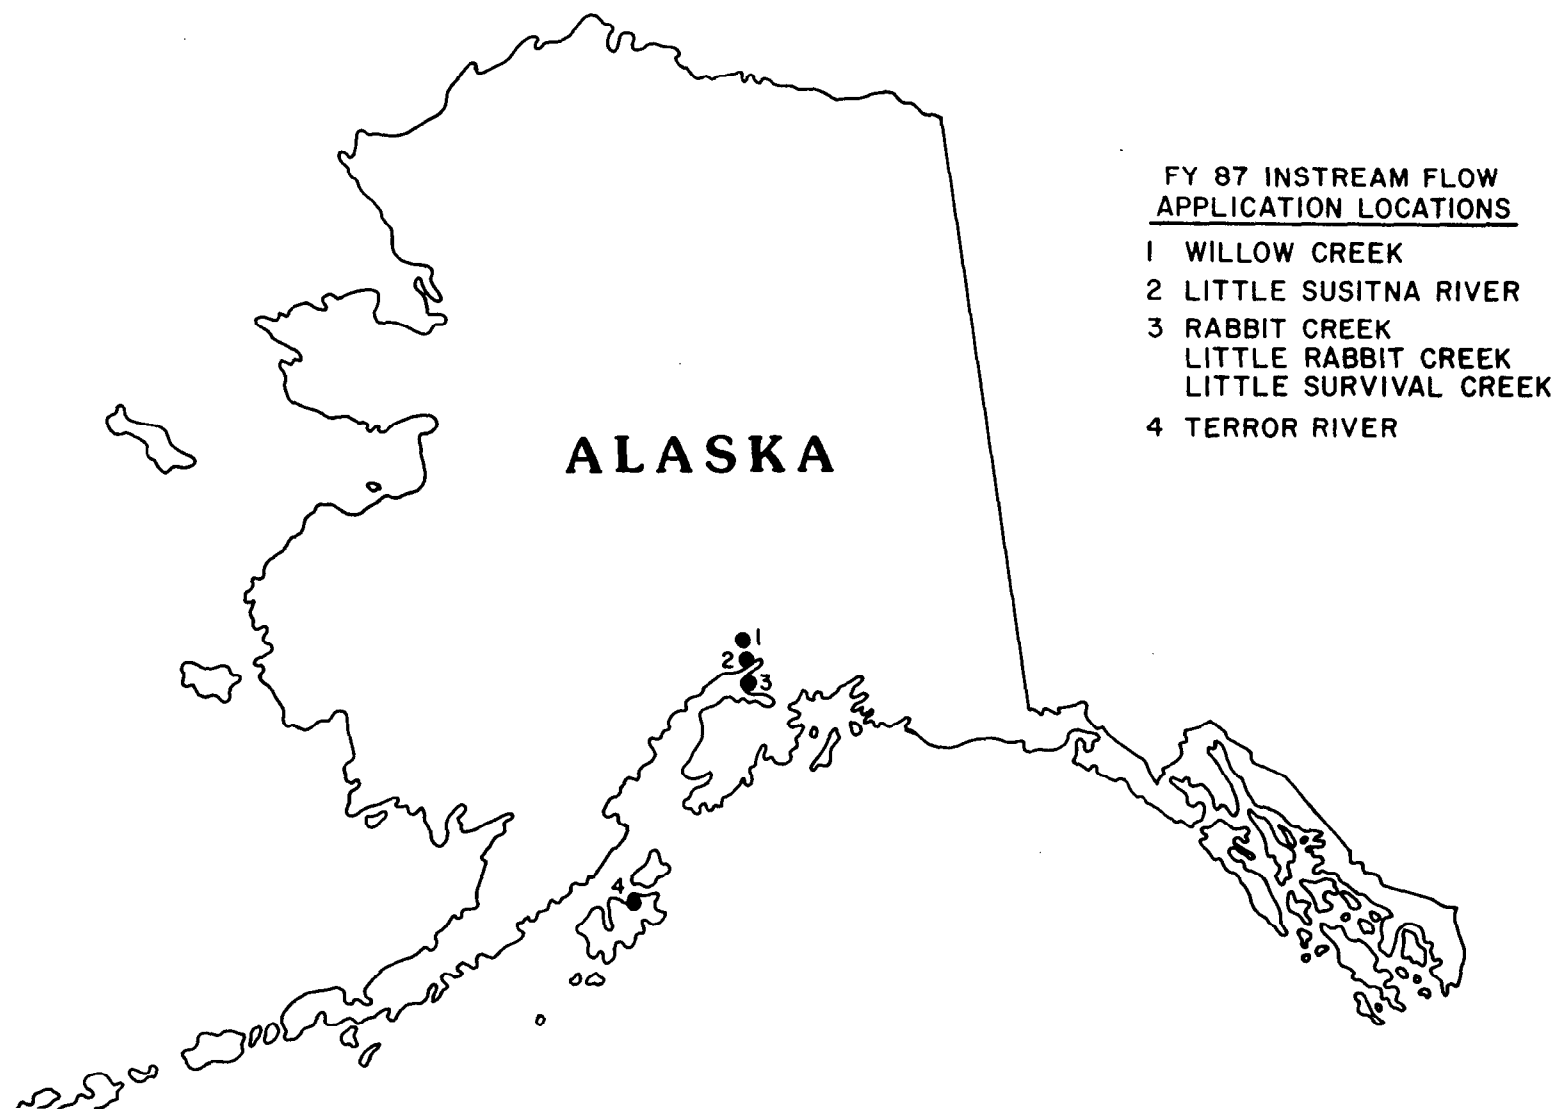 FY 87 INSTREAM FLOW
APPLICATION LOCATIONS
1 WILLOW CREEK
2 LITTLE SUSITNA RIVER
3 RABBIT CREEK
LITTLE RABBIT CREEK
LITTLE SURVIVAL CREEK
4 TERROR RIVER
ALASKA
1
2
3
4